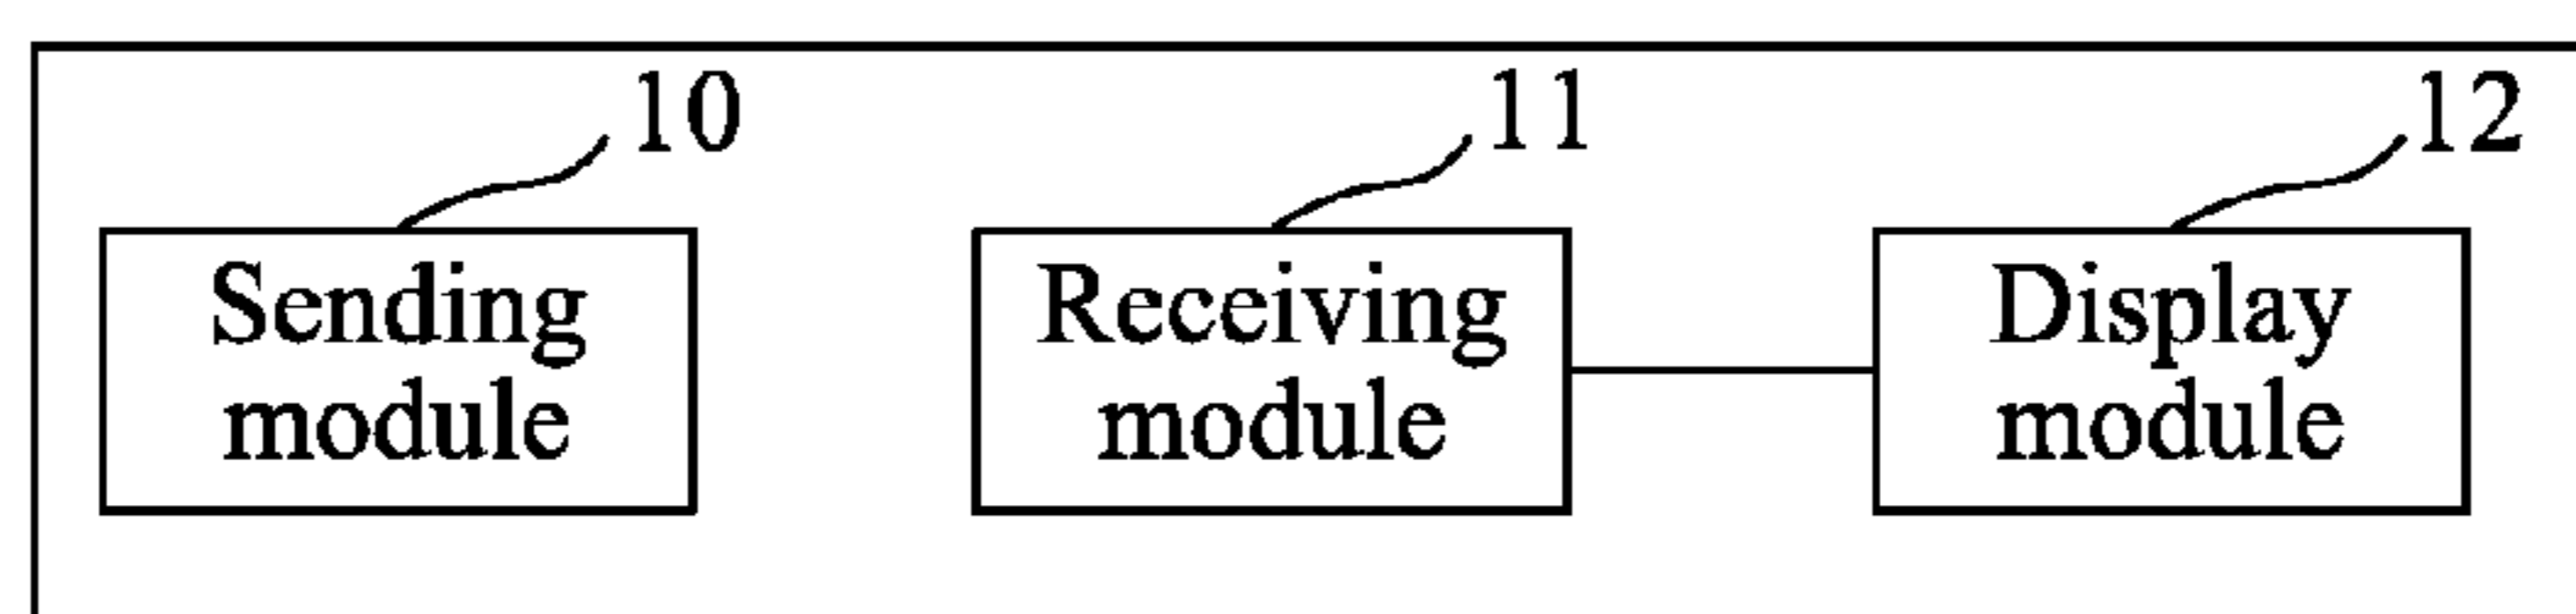 10
11
12
Sending
module
Receiving
module
Display
module